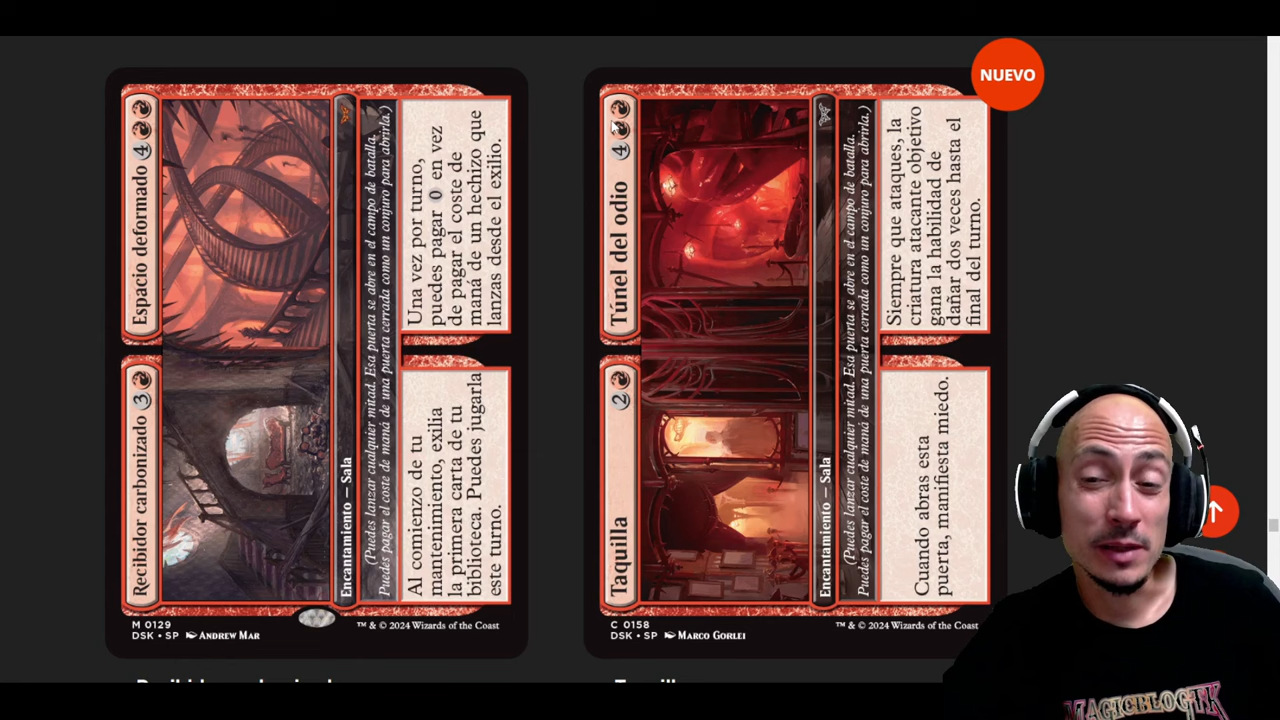 NUEVO
Recibidor carbonizado 3
Al comienzo de tu
mantenimiento, exilia
la primera carta de tu
biblioteca. Puedes jugarla
este turno.
Espacio deformado 4
Una vez por turno,
puedes pagar 0 en vez
de pagar el coste de
maná de un hechizo que
lanzas desde el exilio.
Encantamiento — Sala
(Puedes lanzar cualquier mitad. Esa puerta se abre en el campo de batalla.
Puedes pagar el coste de maná de una puerta cerrada como un conjuro para abrirla.)
M 0129
DSK • SP ANDREW MAR
™ & © 2024 Wizards of the Coast
Taquilla 2
Cuando abras esta
puerta, manifiesta miedo.
Túnel del odio 4
Siempre que ataques, la
criatura atacante objetivo
gana la habilidad de
dañar dos veces hasta el
final del turno.
Encantamiento — Sala
(Puedes lanzar cualquier mitad. Esa puerta se abre en el campo de batalla.
Puedes pagar el coste de maná de una puerta cerrada como un conjuro para abrirla.)
C 0158
DSK • SP MARCO GORLEI
™ & © 2024 Wizards of the Coast
MAGICBLOGTK